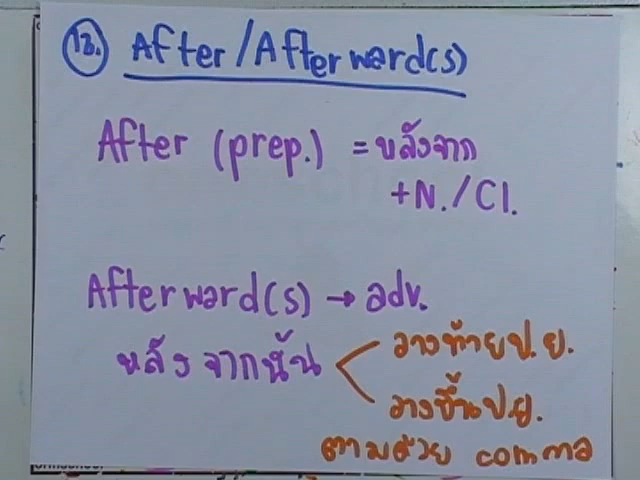 13. After/Afterward(s)
After (prep.) = หลังจาก
+N./Cl.
Afterward(s) → adv.
หลังจากนั้น
วางท้ายป.ย.
วางขึ้นป.ย.
ตามด้วย comma